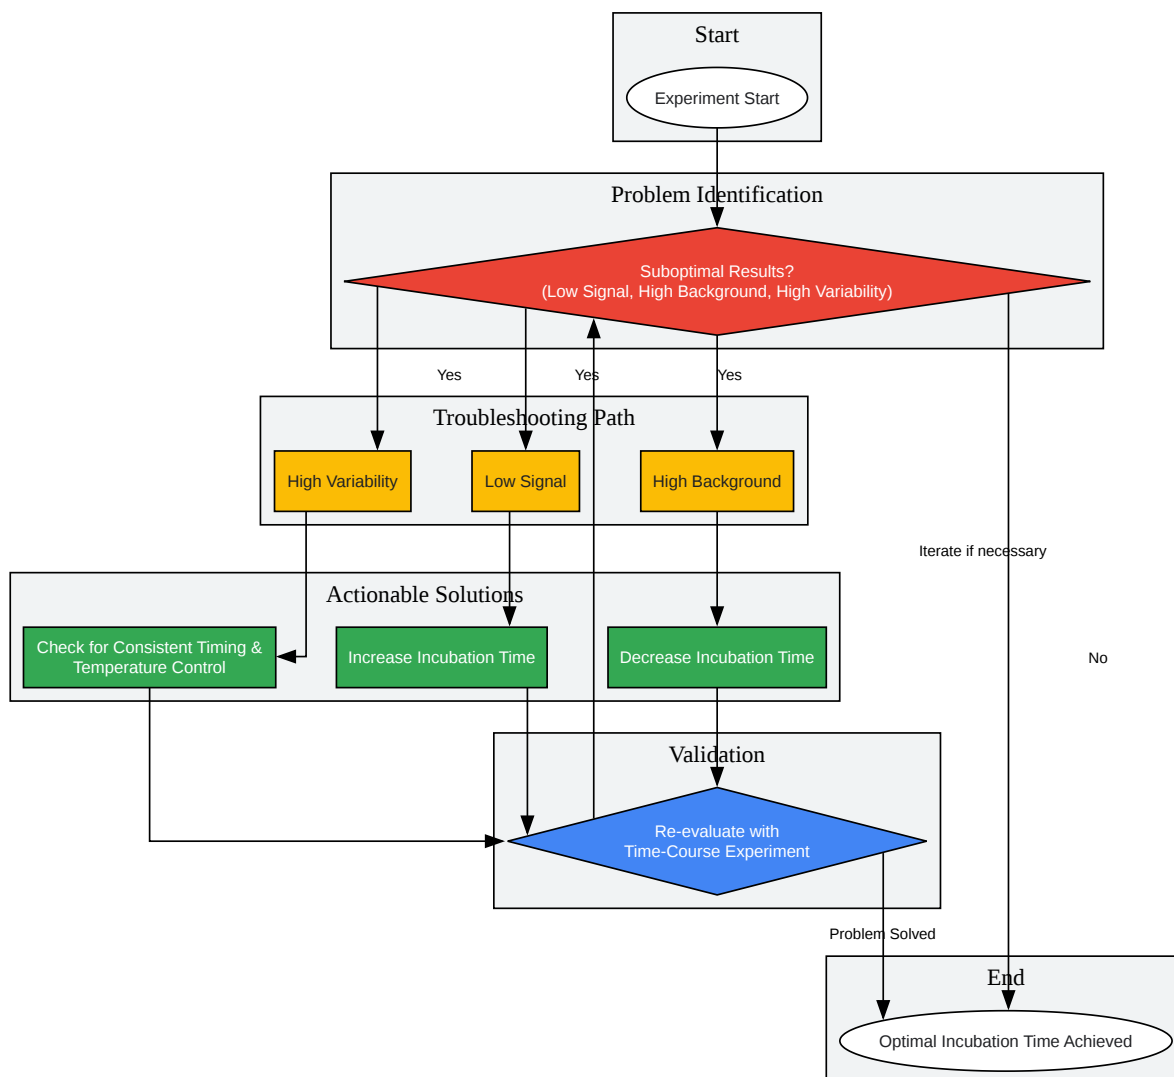 Start
Experiment Start
Problem Identification
Suboptimal Results?
(Low Signal, High Background, High Variability)
Yes
Yes
Yes
Troubleshooting Path
High Variability
Low Signal
High Background
Iterate if necessary
Actionable Solutions
Check for Consistent Timing &
Temperature Control
Increase Incubation Time
Decrease Incubation Time
No
Validation
Re-evaluate with
Time-Course Experiment
Problem Solved
End
Optimal Incubation Time Achieved